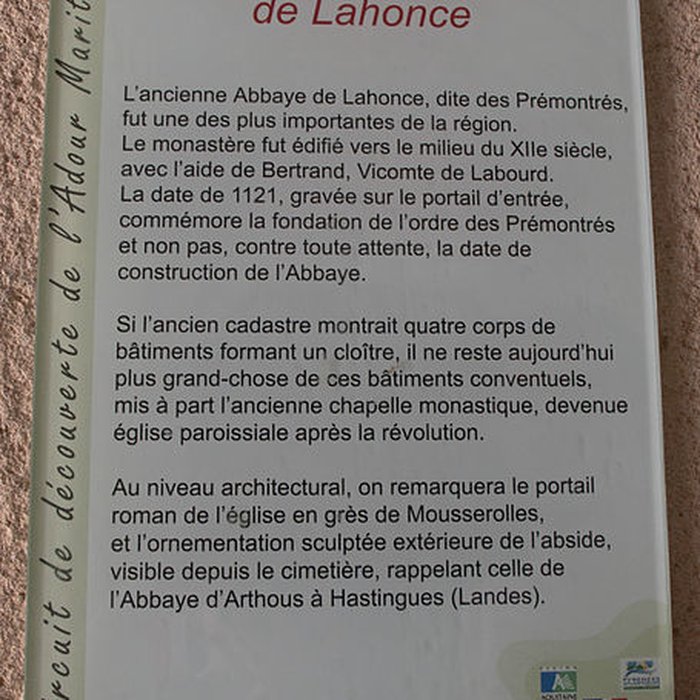 de Lahonce
L'ancienne Abbaye de Lahonce, dite des Prémontrés,
fut une des plus importantes de la région.
Le monastère fut édifié vers le milieu du XIIe siècle,
avec l'aide de Bertrand, Vicomte de Labourd.
La date de 1121, gravée sur le portail d'entrée,
commémore la fondation de l'ordre des Prémontrés
et non pas, contre toute attente, la date de
construction de l'Abbaye.
Si l'ancien cadastre montrait quatre corps de
bâtiments formant un cloître, il ne reste aujourd'hui
plus grand-chose de ces bâtiments conventuels,
mis à part l'ancienne chapelle monastique, devenue
église paroissiale après la révolution.
Au niveau architectural, on remarquera le portail
roman de l'église en grès de Mousserolles,
et l'ornementation sculptée extérieure de l'abside,
visible depuis le cimetière, rappelant celle de
l'Abbaye d'Arthous à Hastingues (Landes).
rcuit de découverte de l'Adour Marit
AQUITAINE